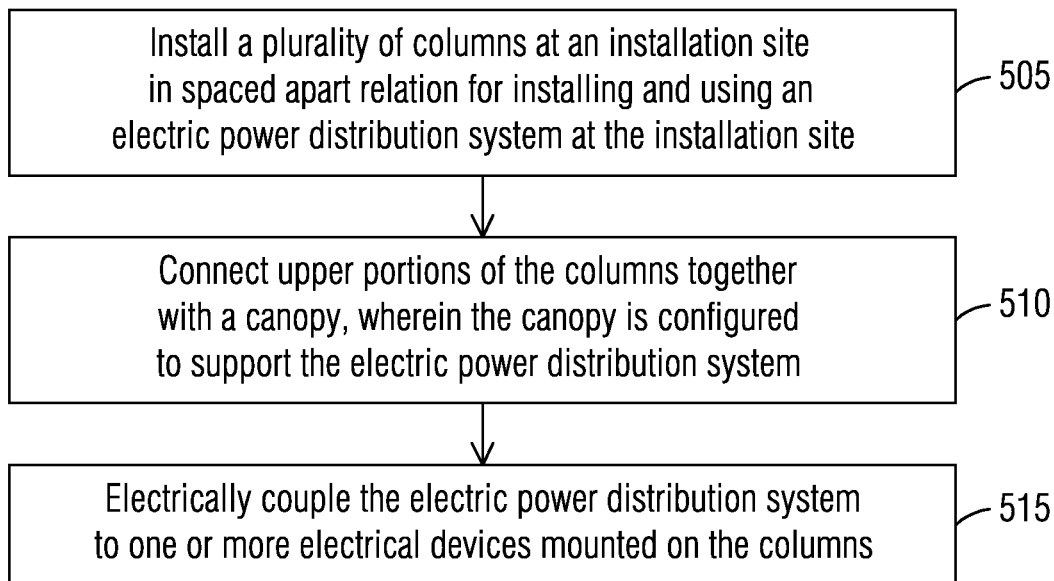 Install a plurality of columns at an installation site
in spaced apart relation for installing and using an
electric power distribution system at the installation site
505
Connect upper portions of the columns together
with a canopy, wherein the canopy is configured
to support the electric power distribution system
510
Electrically couple the electric power distribution system
to one or more electrical devices mounted on the columns
515